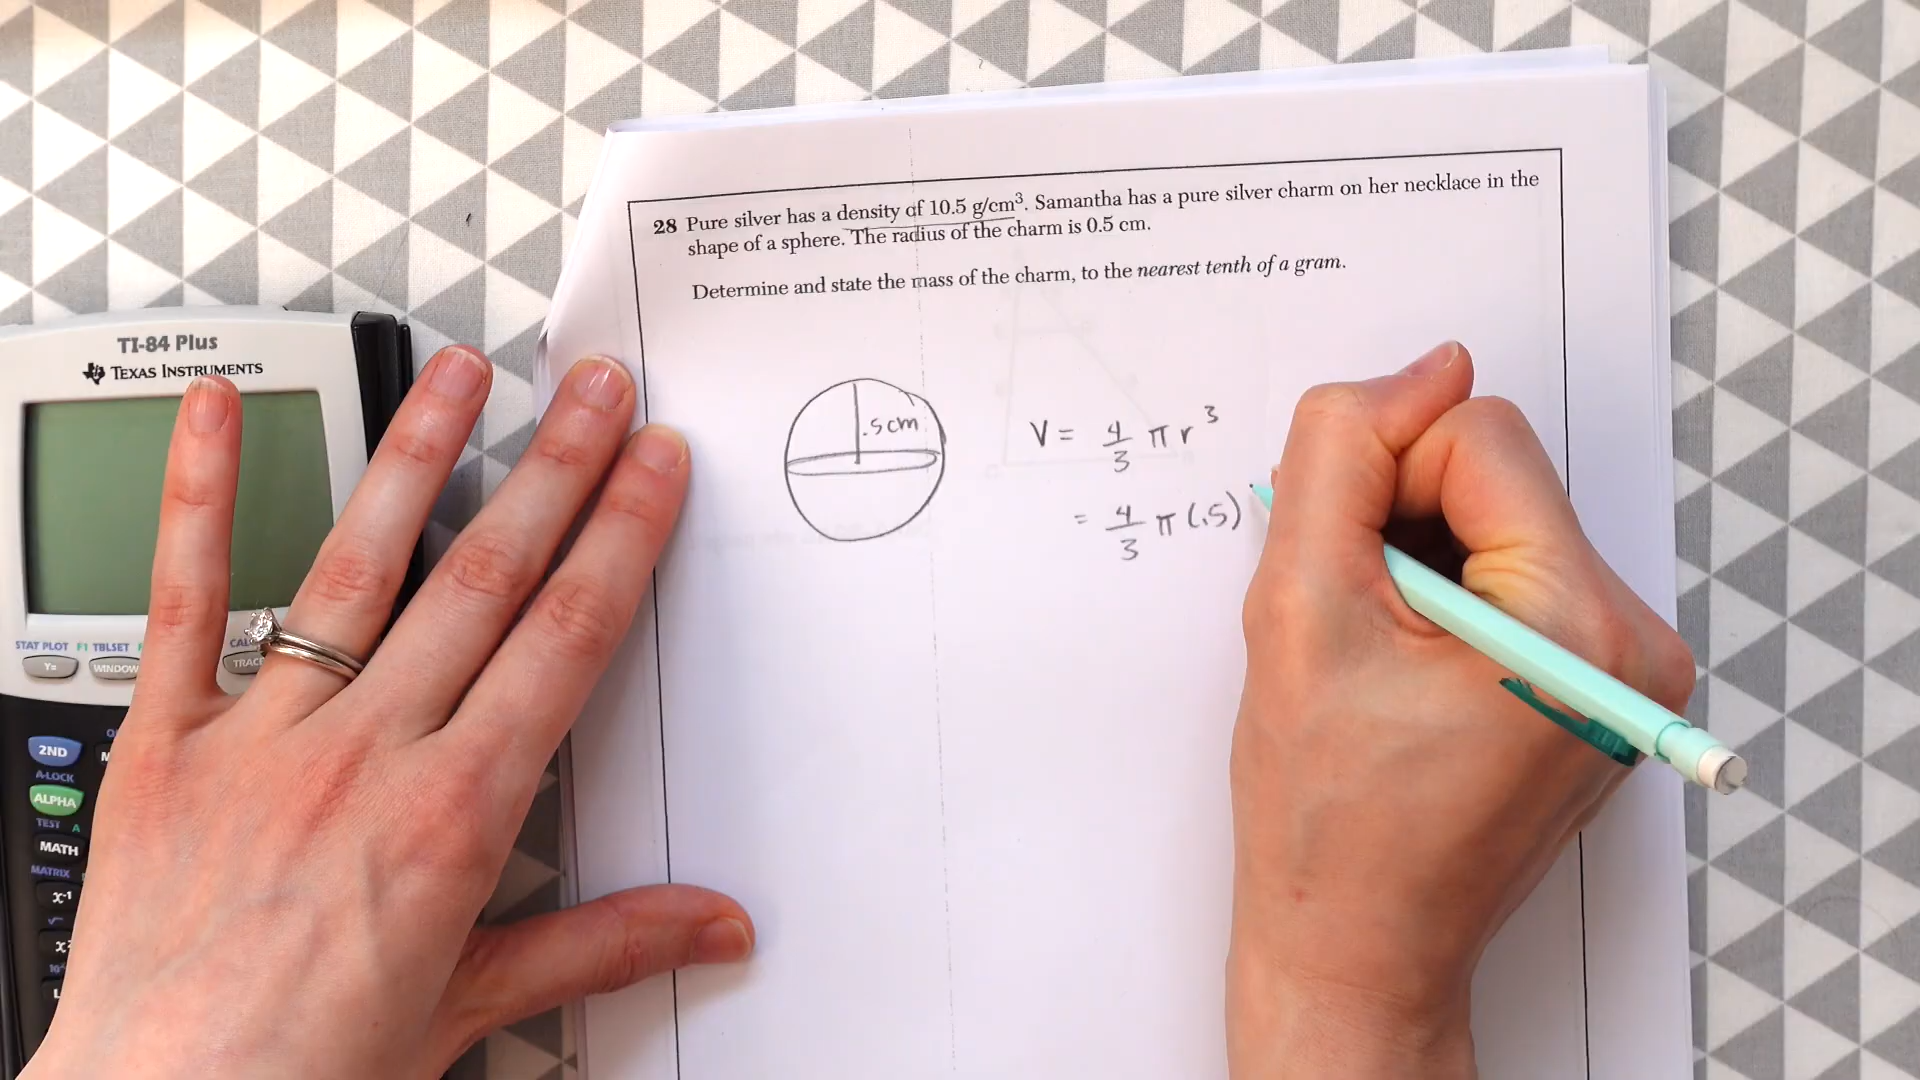 28 Pure silver has a density of 10.5 g/cm³. Samantha has a pure silver charm on her necklace in the
shape of a sphere. The radius of the charm is 0.5 cm.
Determine and state the mass of the charm, to the nearest tenth of a gram.
.5cm
V = 4/3 π r³
= 4/3 π (.5)
TI-84 Plus
TEXAS INSTRUMENTS
STAT PLOT F1 TBLSET
Y= WINDOW TRACE
2ND
A-LOCK
ALPHA
TEST A
MATH
MATRIX
x⁻¹
√
x²